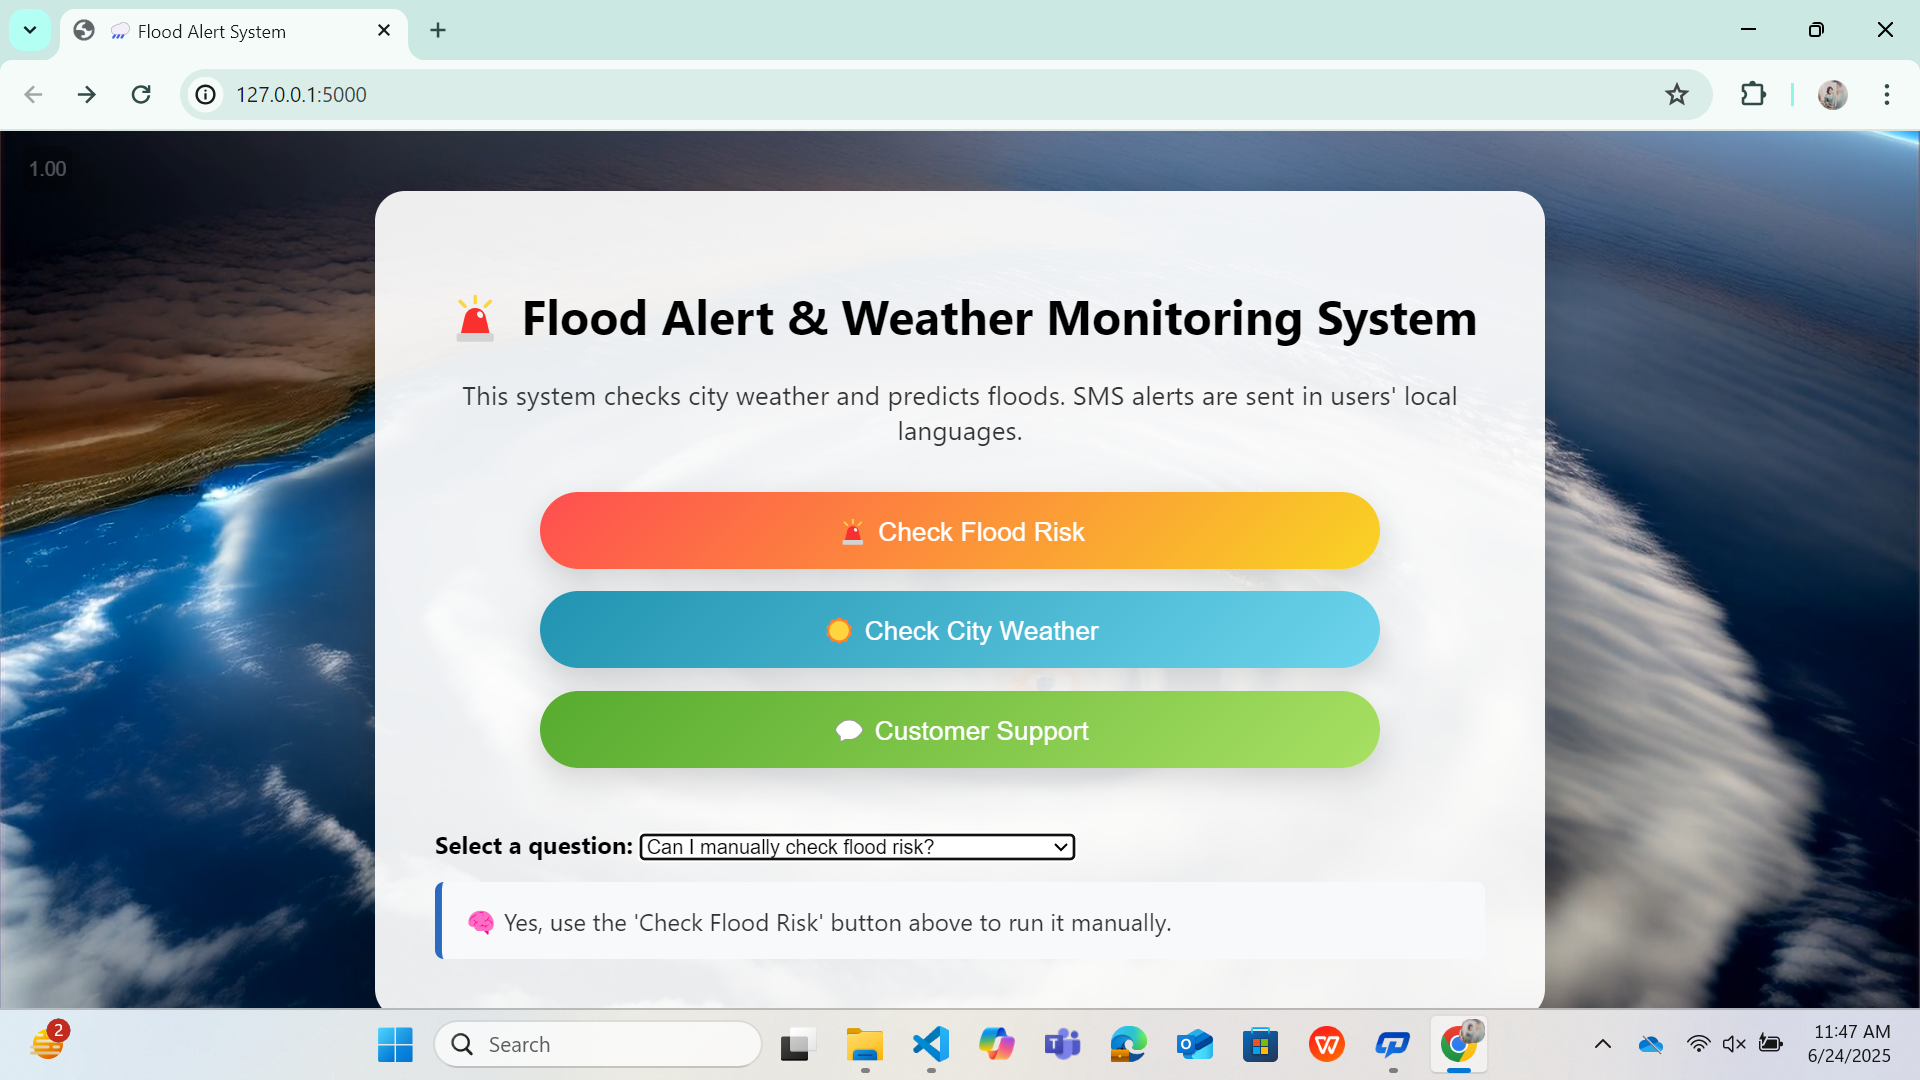 Flood Alert System
127.0.0.1:5000
1.00
Flood Alert & Weather Monitoring System
This system checks city weather and predicts floods. SMS alerts are sent in users' local
languages.
Check Flood Risk
Check City Weather
Customer Support
Select a question: Can I manually check flood risk?
Yes, use the 'Check Flood Risk' button above to run it manually.
2
Search
11:47 AM
6/24/2025